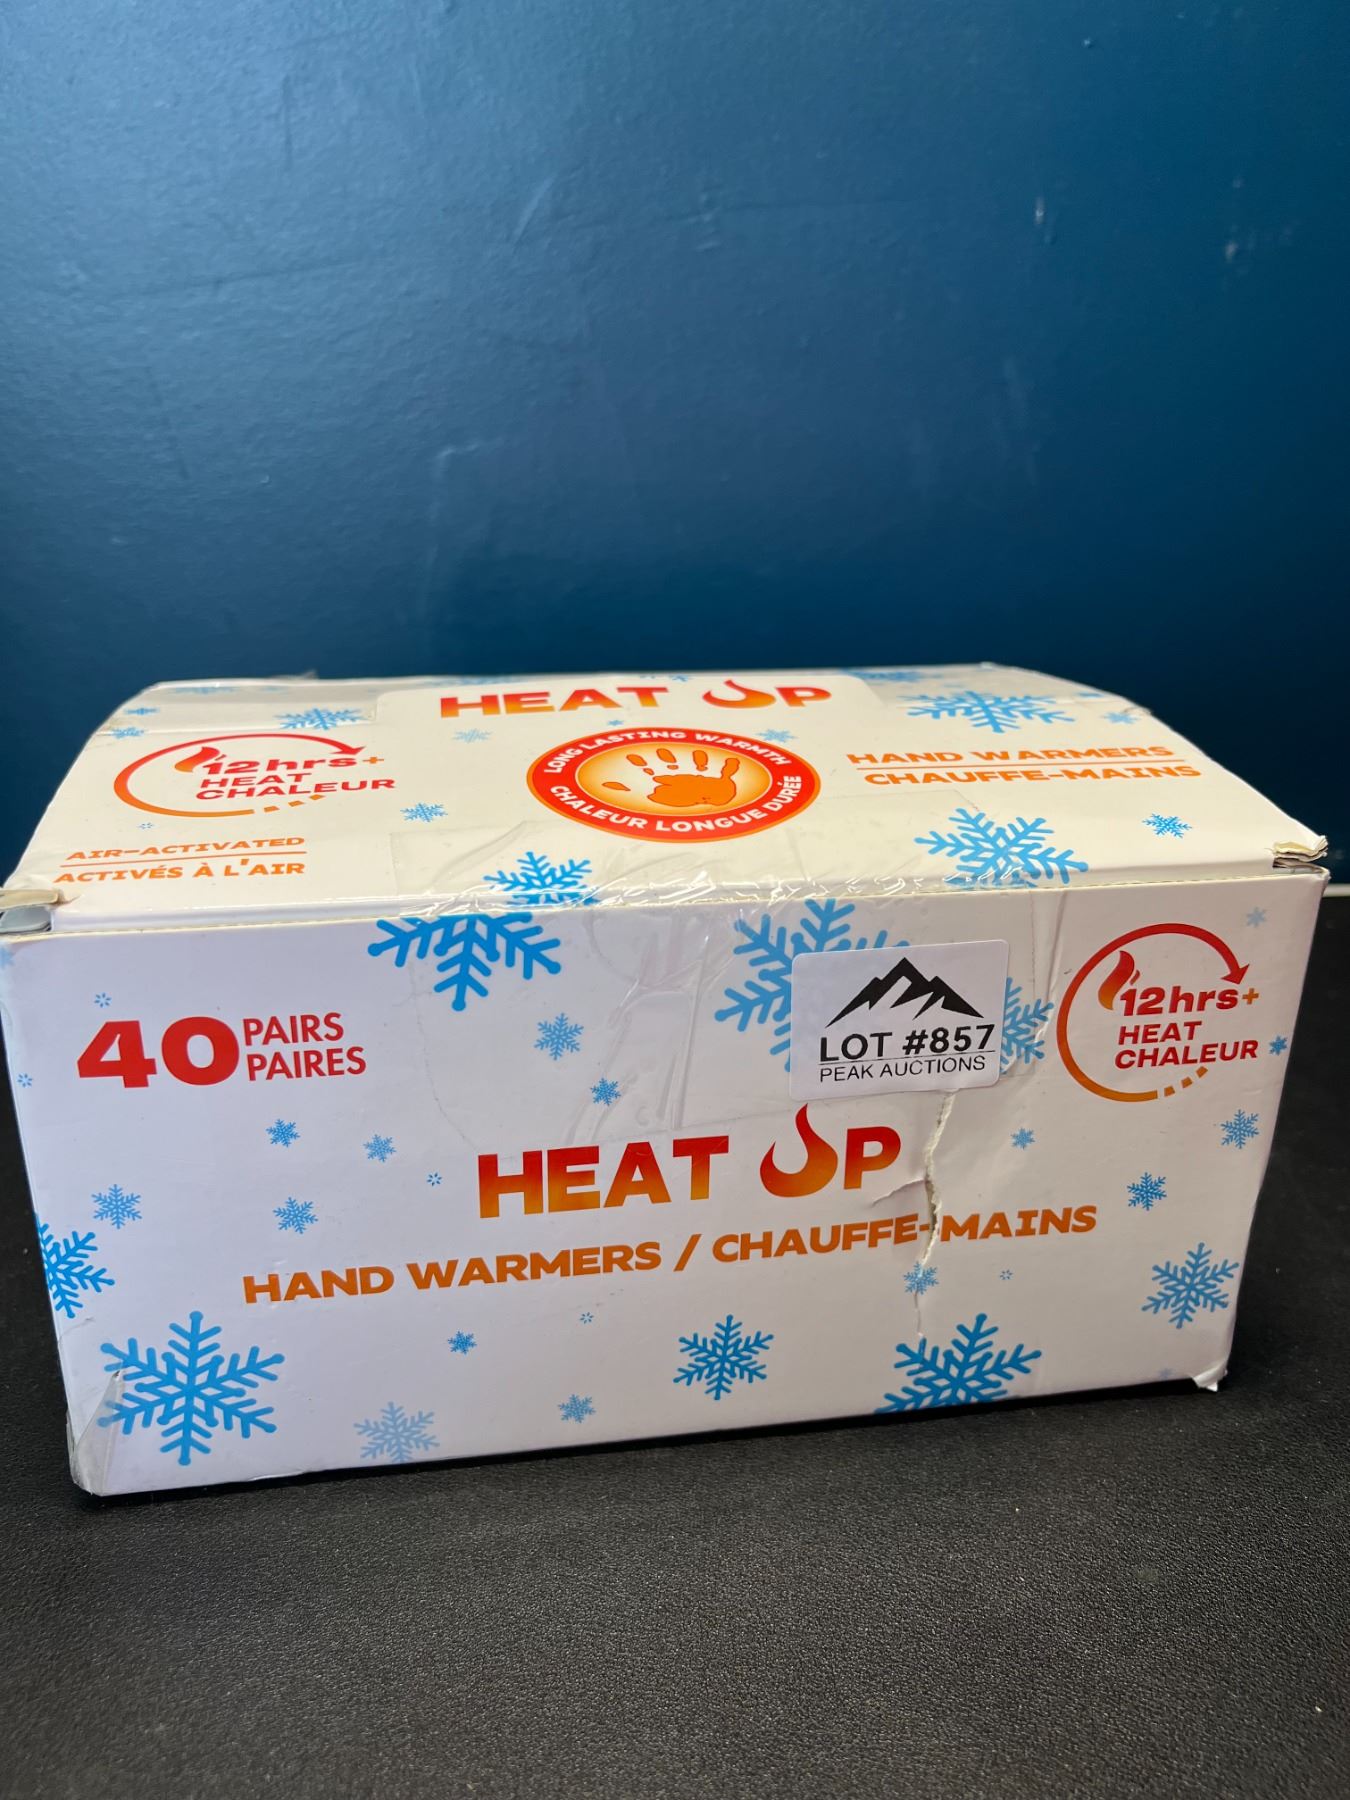 HEAT UP
LONG LASTING WARMTH
CHALEUR LONGUE DURÉE
HAND WARMERS
CHAUFFE-MAINS
12hrs+
HEAT
CHALEUR
AIR-ACTIVATED
ACTIVÉS À L'AIR
40 PAIRS
PAIRES
LOT #857
PEAK AUCTIONS
12hrs+
HEAT
CHALEUR
HEAT UP
HAND WARMERS / CHAUFFE-MAINS